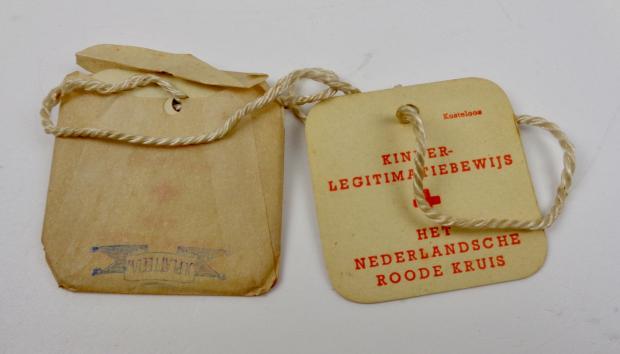 Kosteloos
KINDER-
LEGITIMATIEBEWIJS
HET
NEDERLANDSCHE
ROODE KRUIS